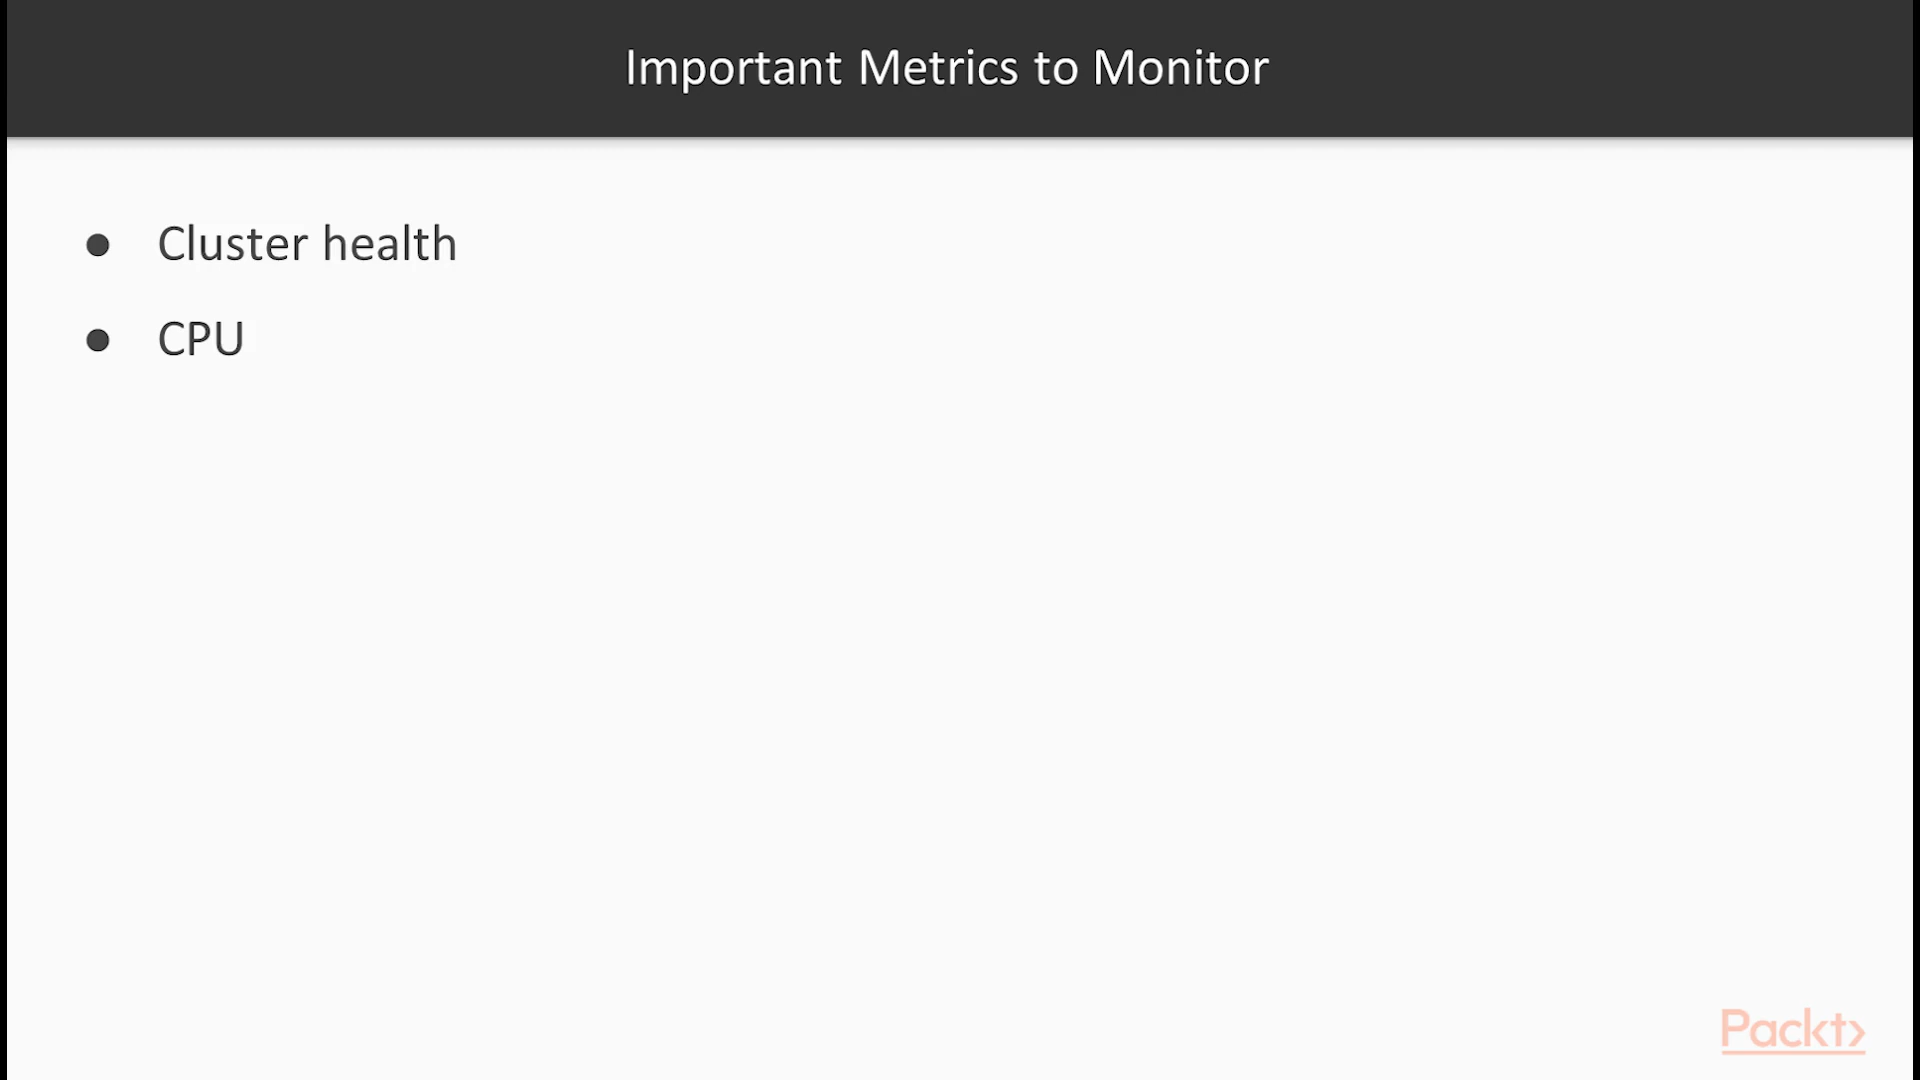 Important Metrics to Monitor
● Cluster health
● CPU
Packt>